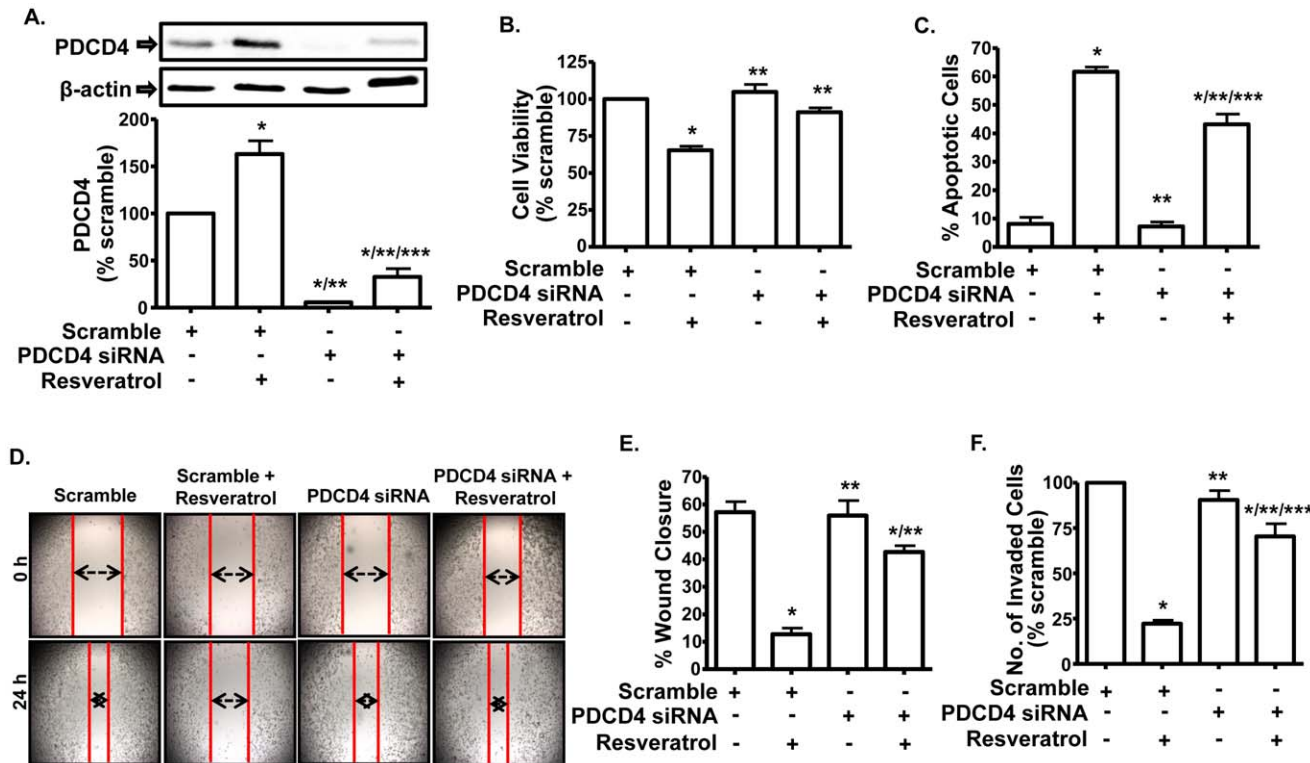 A.
PDCD4
β-actin
200
150
100
50
0
PDCD4
(% scramble)
*
*/**
*/**/***
Scramble + + - -
PDCD4 siRNA - - + +
Resveratrol - + - +
B.
125
100
75
50
25
0
Cell Viability
(% scramble)
*
**
**
Scramble + + - -
PDCD4 siRNA - - + +
Resveratrol - + - +
C.
70
60
50
40
30
20
10
0
% Apoptotic Cells
*
**
*/**/***
Scramble + + - -
PDCD4 siRNA - - + +
Resveratrol - + - +
D.
Scramble
Scramble +
Resveratrol
PDCD4 siRNA
PDCD4 siRNA +
Resveratrol
0 h
24 h
E.
70
60
50
40
30
20
10
0
% Wound Closure
*
**
*/**
Scramble + + - -
PDCD4 siRNA - - + +
Resveratrol - + - +
F.
100
75
50
25
0
No. of Invaded Cells
(% scramble)
*
**
*/**/***
Scramble + + - -
PDCD4 siRNA - - + +
Resveratrol - + - +